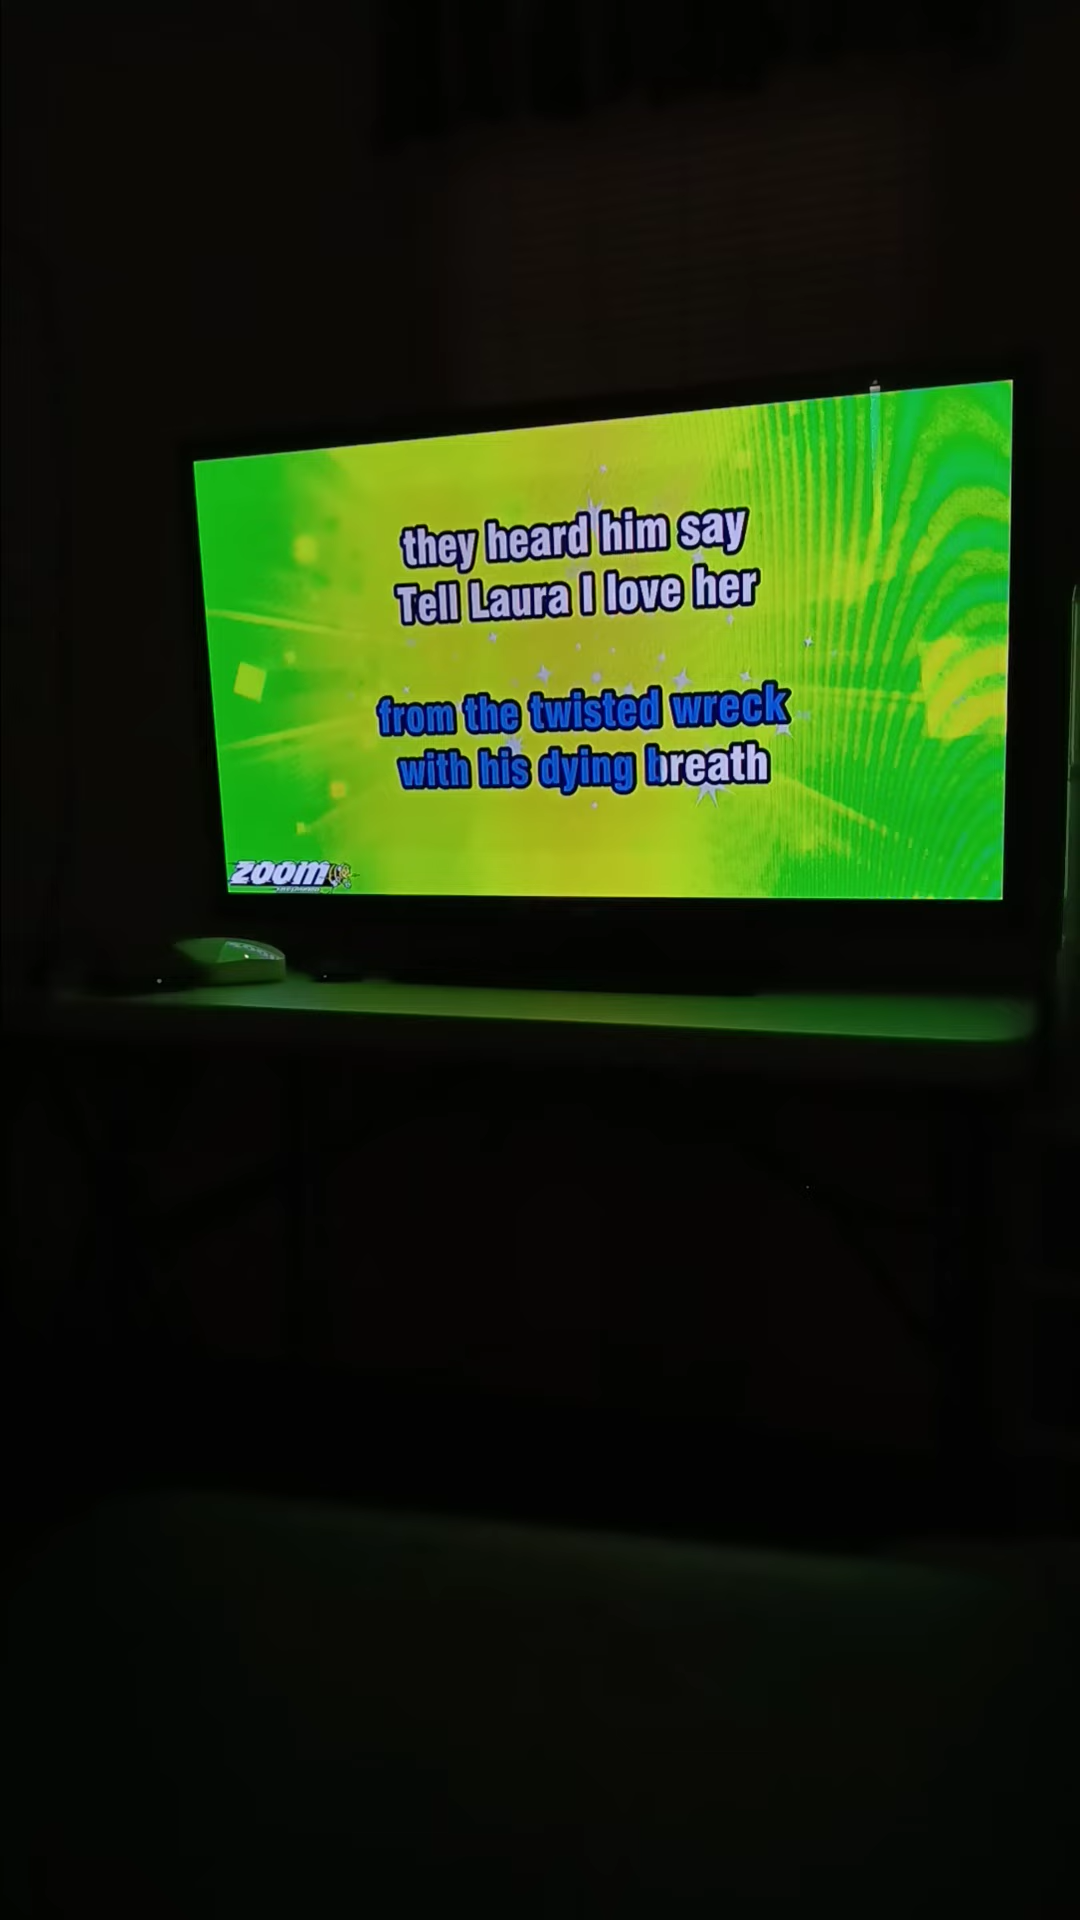 they heard him say
Tell Laura I love her
from the twisted wreck
with his dying breath
zoom